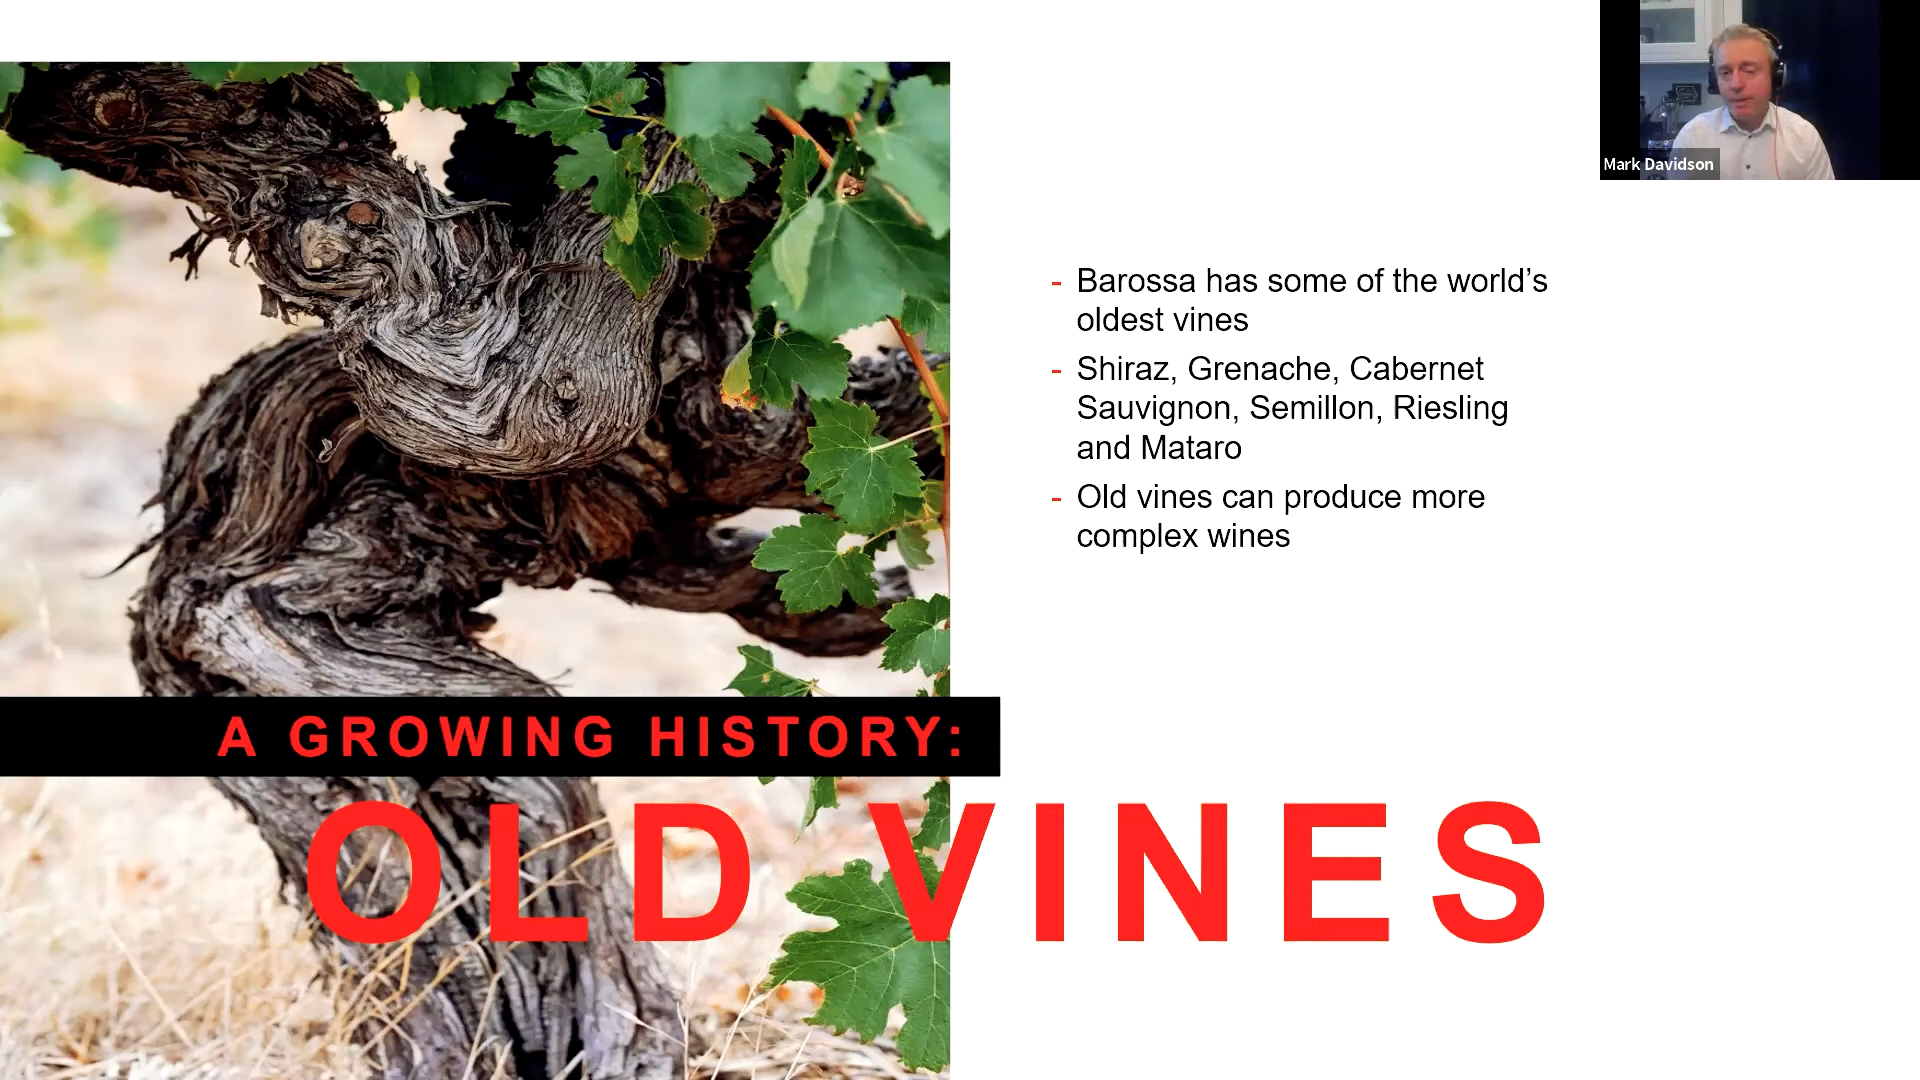 Mark Davidson
- Barossa has some of the world’s
oldest vines
- Shiraz, Grenache, Cabernet
Sauvignon, Semillon, Riesling
and Mataro
- Old vines can produce more
complex wines
A GROWING HISTORY:
OLD VINES